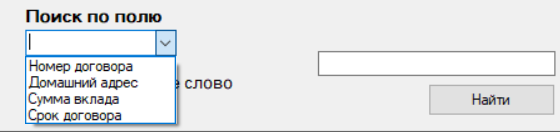 Поиск по полю
Номер договора
Домашний адрес
Сумма вклада
Срок договора
слово
Найти